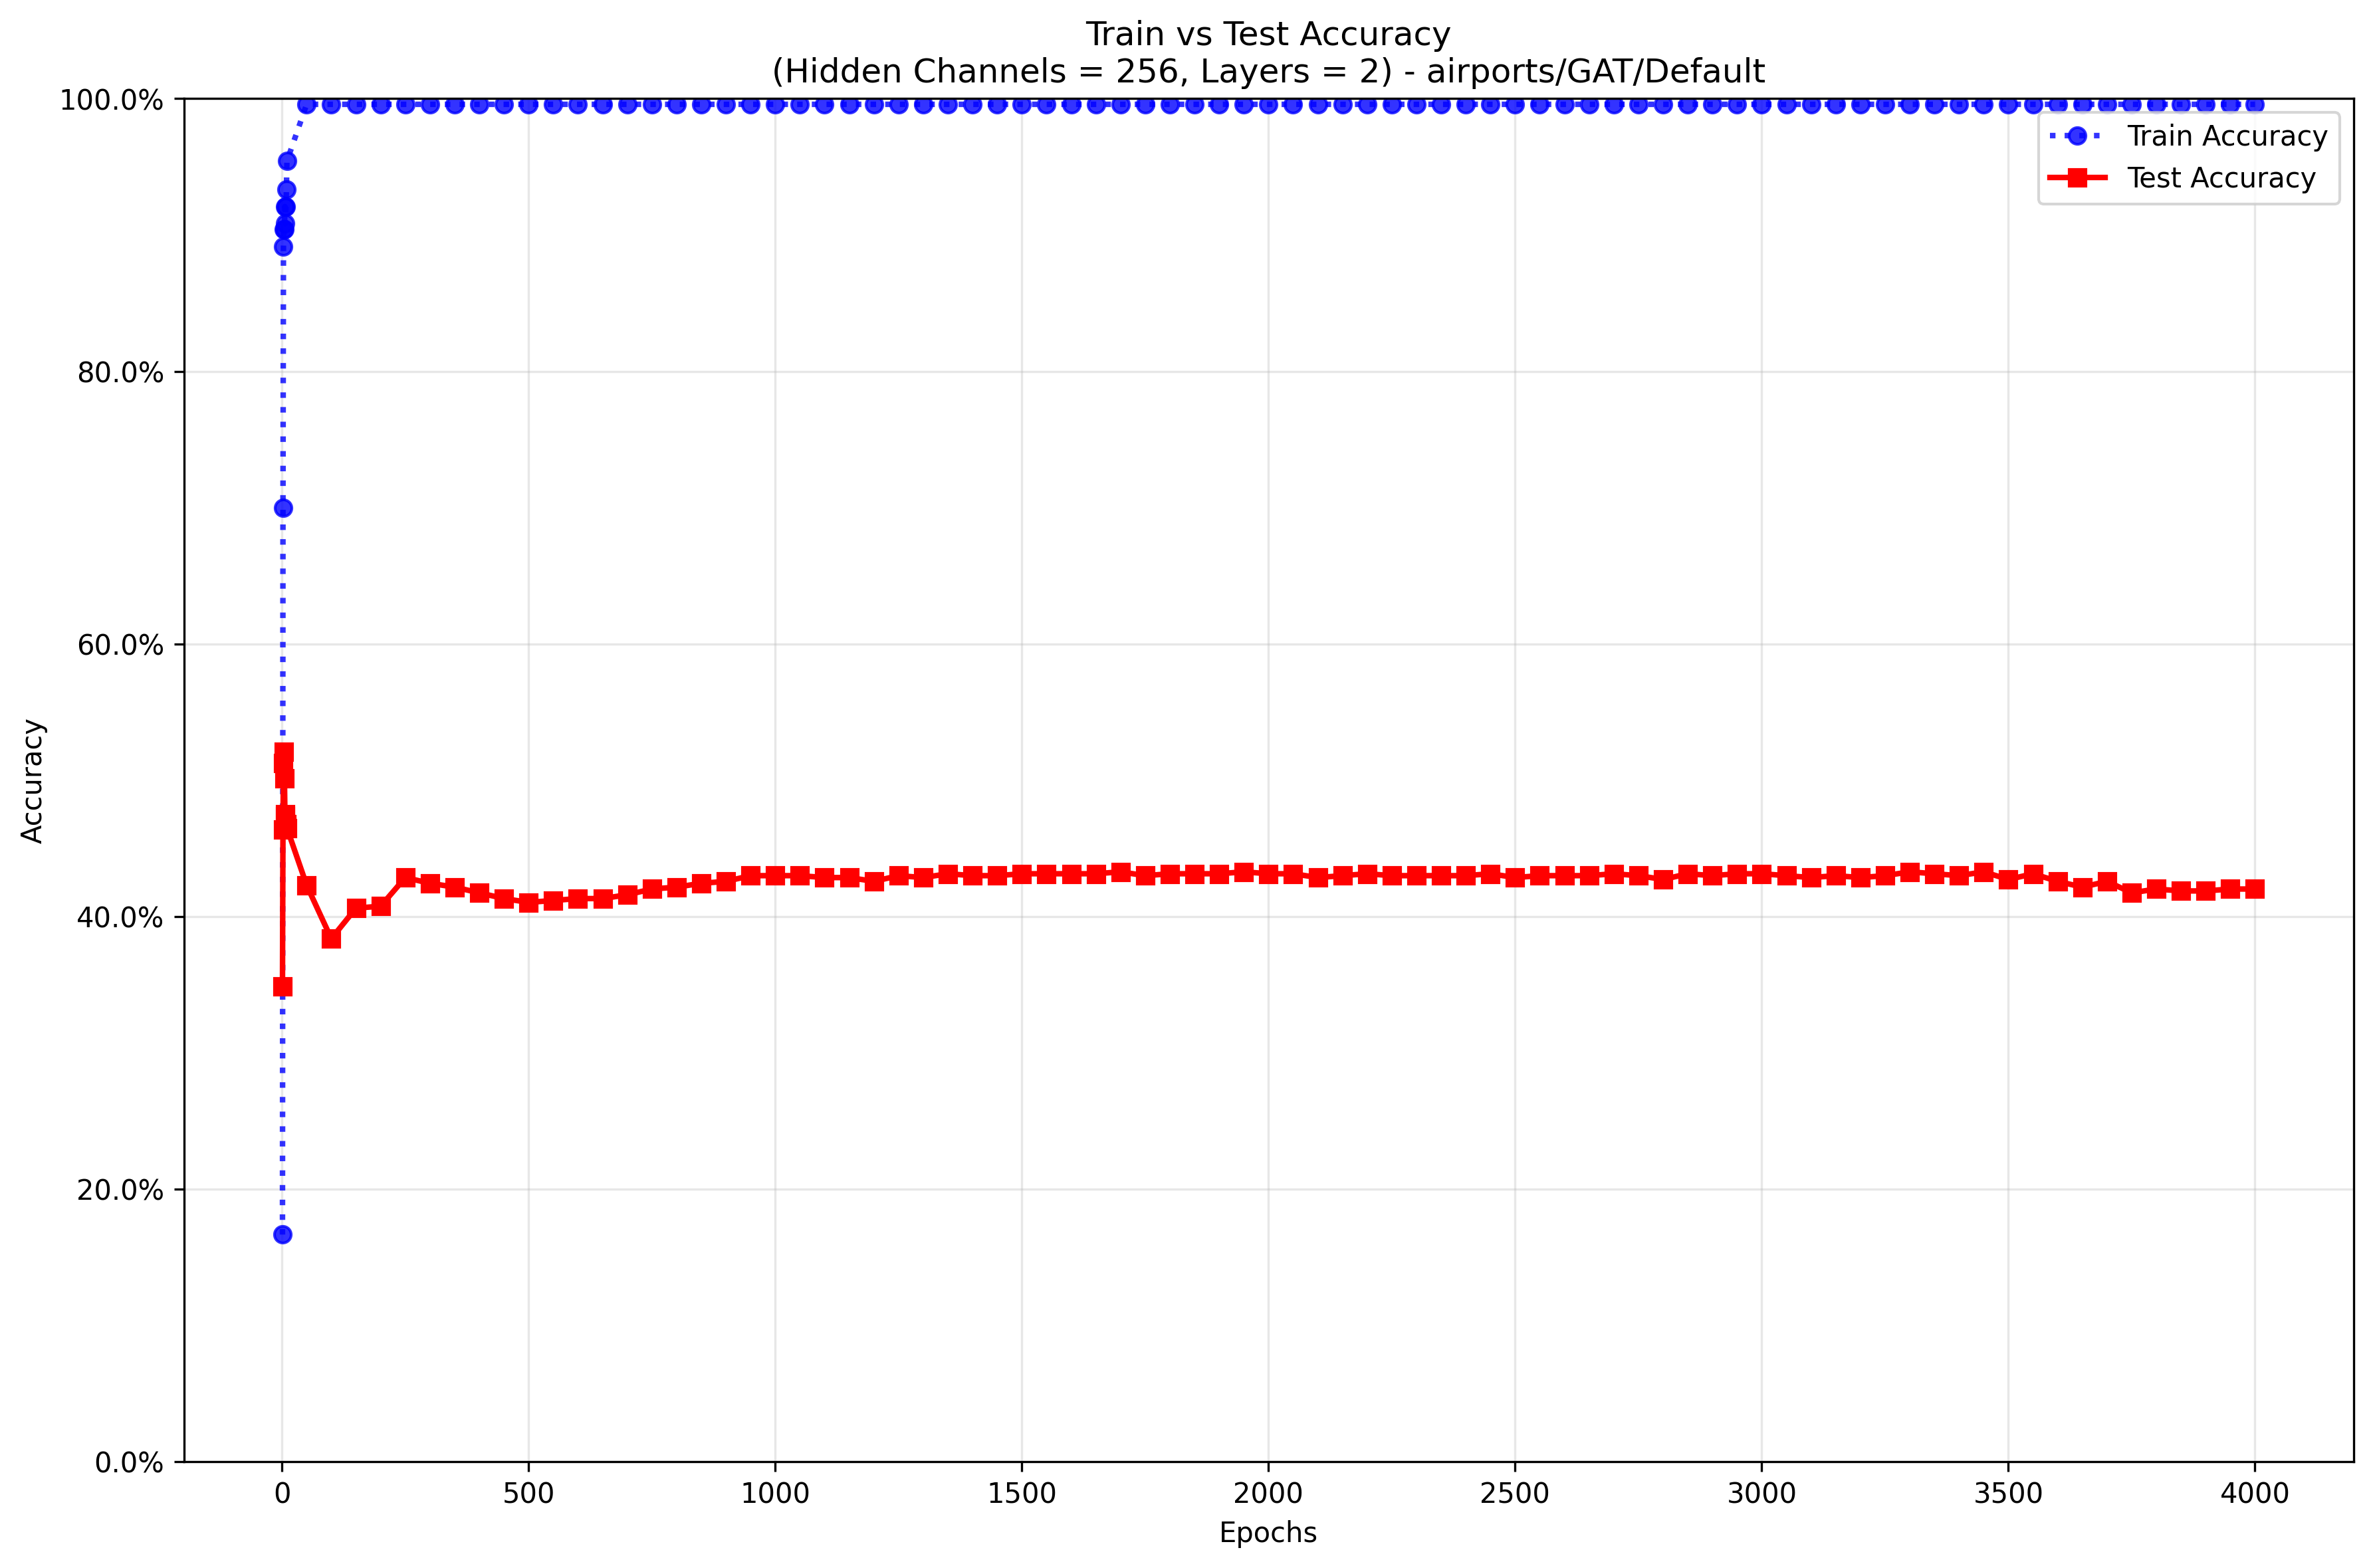 Train vs Test Accuracy
(Hidden Channels = 256, Layers = 2) - airports/GAT/Default
100.0%
80.0%
60.0%
40.0%
20.0%
0.0%
Accuracy
Train Accuracy
Test Accuracy
0 500 1000 1500 2000 2500 3000 3500 4000
Epochs